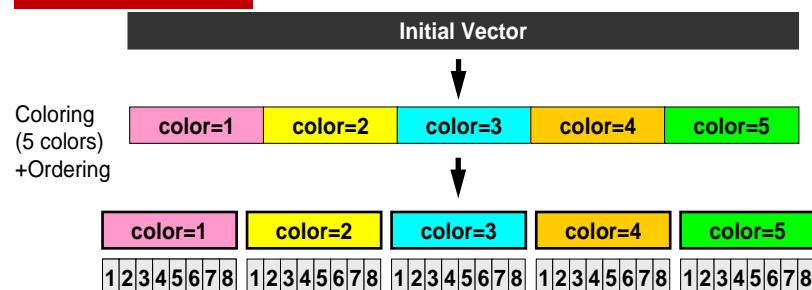 Initial Vector
Coloring
(5 colors)
+Ordering
color=1 color=2 color=3 color=4 color=5
color=1 color=2 color=3 color=4 color=5
12345678 12345678 12345678 12345678 12345678